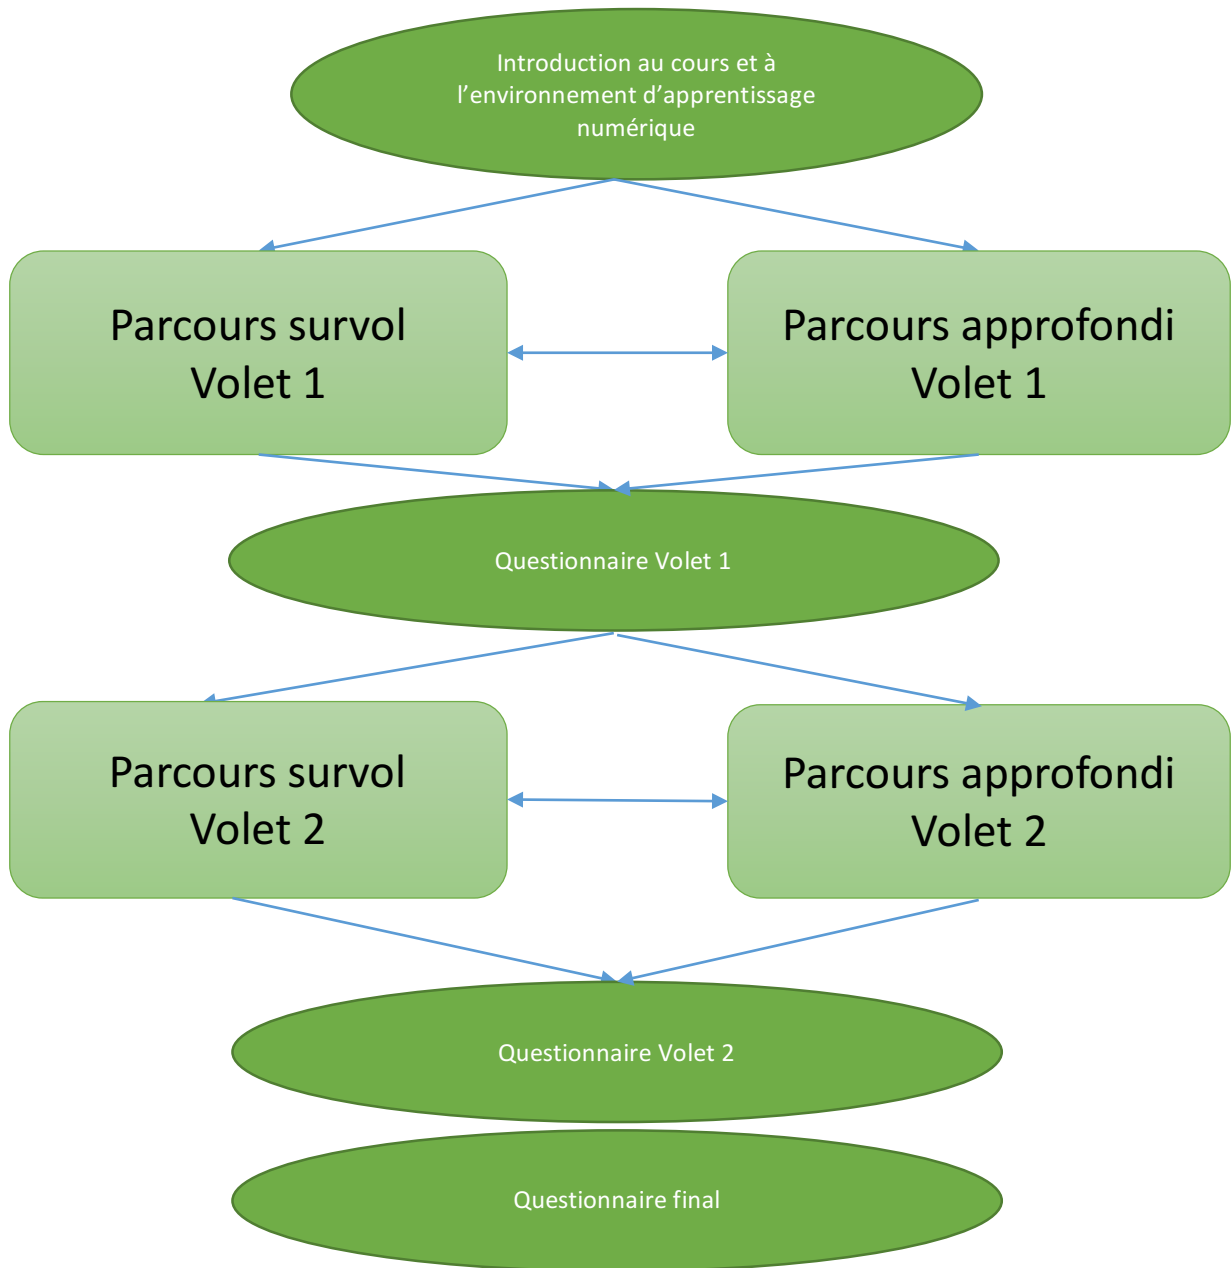 Introduction au cours et à
l’environnement d’apprentissage
numérique
Parcours survol
Volet 1
Parcours approfondi
Volet 1
Questionnaire Volet 1
Parcours survol
Volet 2
Parcours approfondi
Volet 2
Questionnaire Volet 2
Questionnaire final